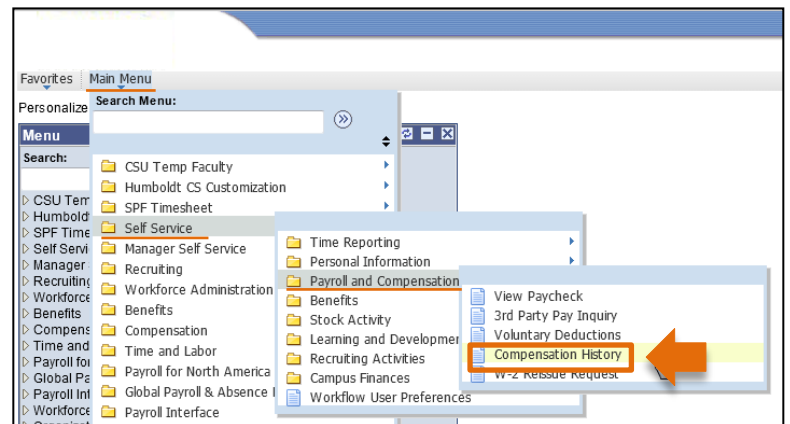 Favorites Main Menu
Personalize
Search Menu:
Menu
Search:
CSU Tem
Humbold
SPF Time
Self Servi
Manager
Recruiting
Workforce
Benefits
Compens
Time and
Payroll for
Global Pa
Payroll Int
Workforce
CSU Temp Faculty
Humboldt CS Customization
SPF Timesheet
Self Service
Manager Self Service
Recruiting
Workforce Administration
Benefits
Compensation
Time and Labor
Payroll for North America
Global Payroll & Absence
Payroll Interface
Time Reporting
Personal Information
Payroll and Compensation
Benefits
Stock Activity
Learning and Developmen
Recruiting Activities
Campus Finances
Workflow User Preferences
View Paycheck
3rd Party Pay Inquiry
Voluntary Deductions
Compensation History
W-2 Reissue Request